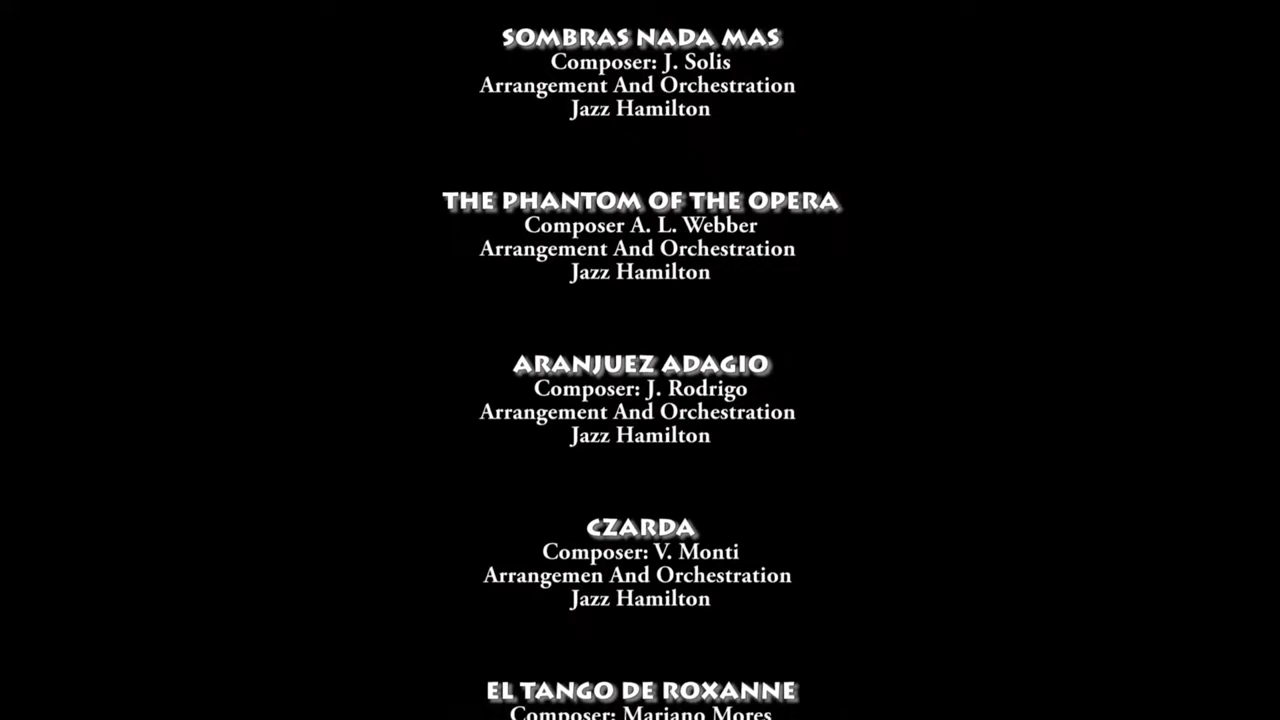 SOMBRAS NADA MAS
Composer: J. Solis
Arrangement And Orchestration
Jazz Hamilton
THE PHANTOM OF THE OPERA
Composer A. L. Webber
Arrangement And Orchestration
Jazz Hamilton
ARANJUEZ ADAGIO
Composer: J. Rodrigo
Arrangement And Orchestration
Jazz Hamilton
CZARDA
Composer: V. Monti
Arrangemen And Orchestration
Jazz Hamilton
EL TANGO DE ROXANNE
Composer: Mariano Mores